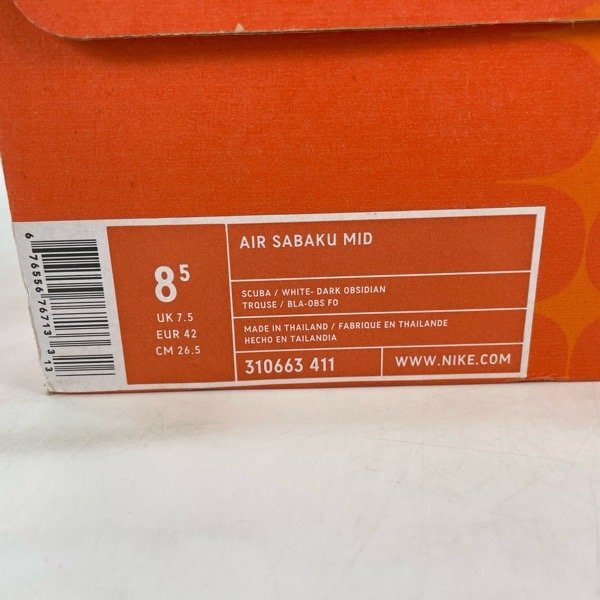 6 76556 76713 313
8⁵
UK 7.5
EUR 42
CM 26.5
AIR SABAKU MID
SCUBA / WHITE- DARK OBSIDIAN
TROUSE / BLA-OBS FO
MADE IN THAILAND / FABRIQUE EN THAILANDE
HECHO EN TAILANDIA
310663 411
WWW.NIKE.COM